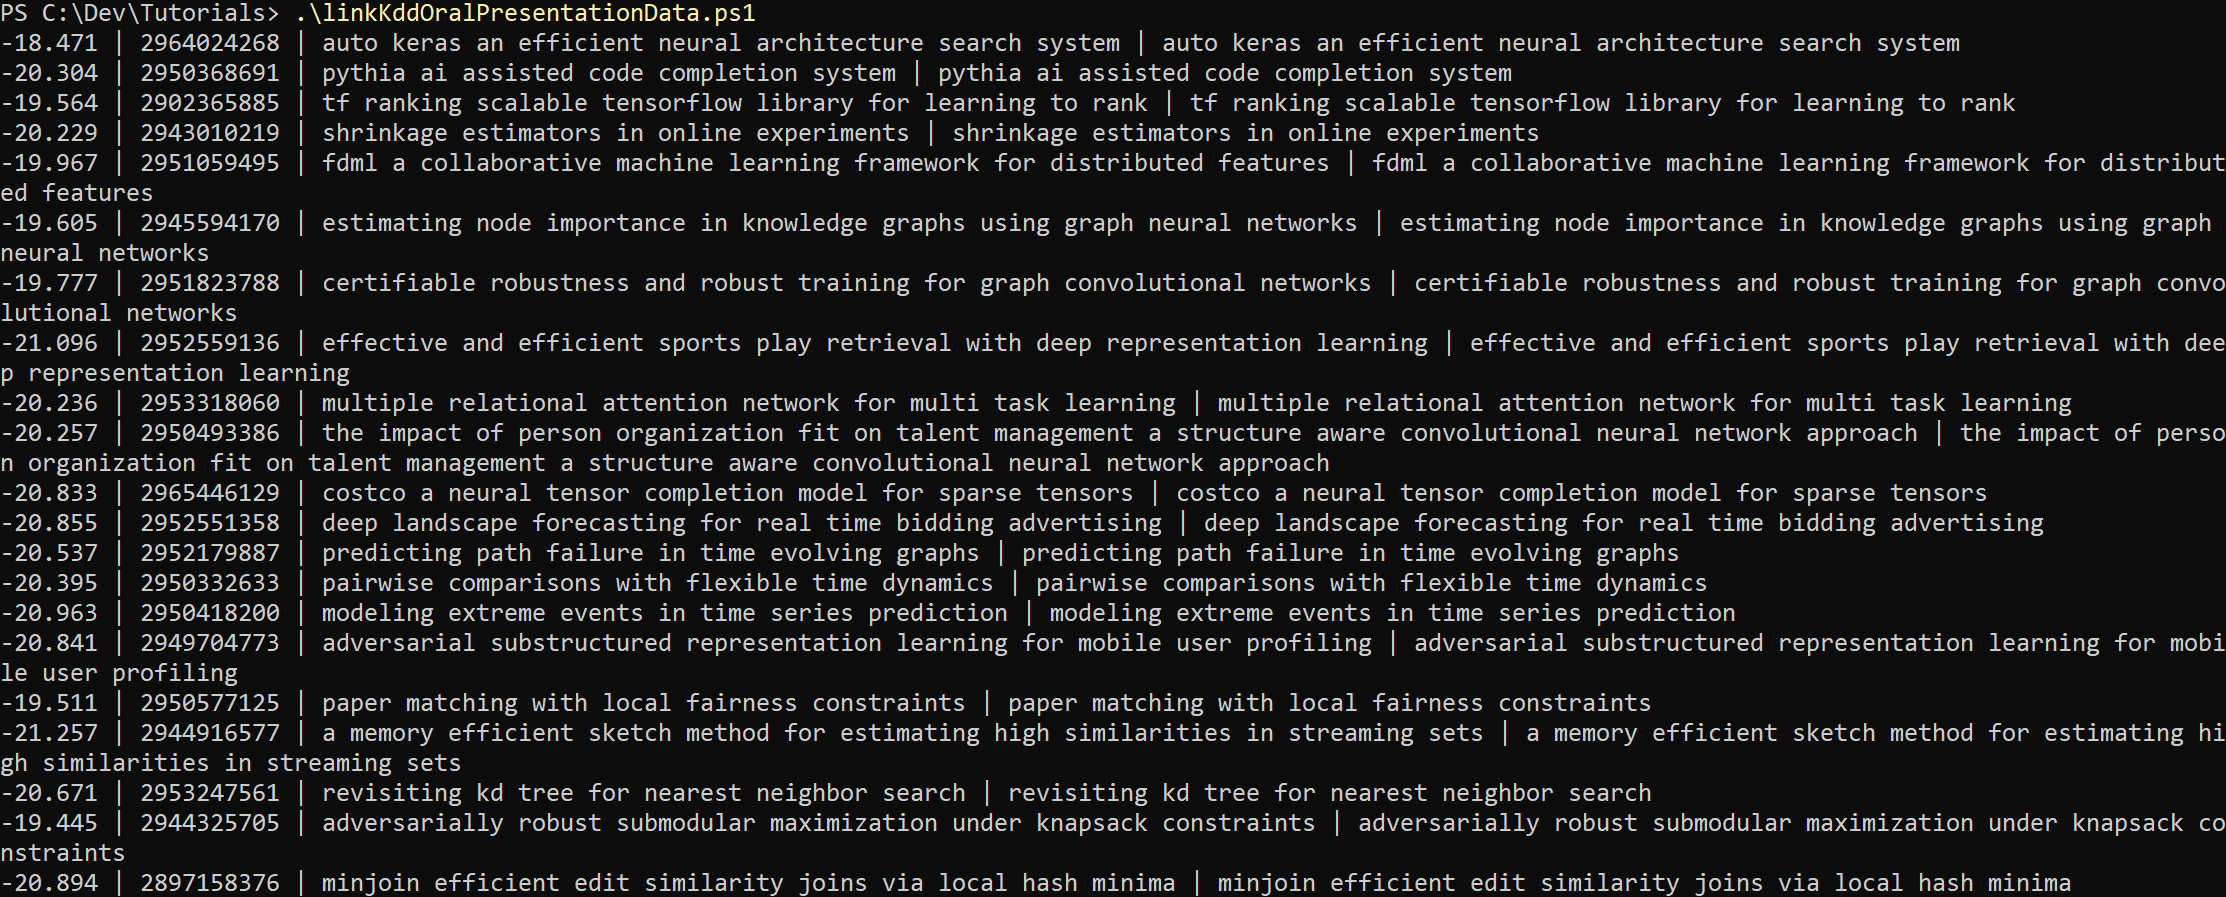 PS C:\Dev\Tutorials> .\linkKddOralPresentationData.ps1
-18.471 | 2964024268 | auto keras an efficient neural architecture search system | auto keras an efficient neural architecture search system
-20.304 | 2950368691 | pythia ai assisted code completion system | pythia ai assisted code completion system
-19.564 | 2902365885 | tf ranking scalable tensorflow library for learning to rank | tf ranking scalable tensorflow library for learning to rank
-20.229 | 2943010219 | shrinkage estimators in online experiments | shrinkage estimators in online experiments
-19.967 | 2951059495 | fdml a collaborative machine learning framework for distributed features | fdml a collaborative machine learning framework for distribut
ed features
-19.605 | 2945594170 | estimating node importance in knowledge graphs using graph neural networks | estimating node importance in knowledge graphs using graph
neural networks
-19.777 | 2951823788 | certifiable robustness and robust training for graph convolutional networks | certifiable robustness and robust training for graph convo
lutional networks
-21.096 | 2952559136 | effective and efficient sports play retrieval with deep representation learning | effective and efficient sports play retrieval with dee
p representation learning
-20.236 | 2953318060 | multiple relational attention network for multi task learning | multiple relational attention network for multi task learning
-20.257 | 2950493386 | the impact of person organization fit on talent management a structure aware convolutional neural network approach | the impact of perso
n organization fit on talent management a structure aware convolutional neural network approach
-20.833 | 2965446129 | costco a neural tensor completion model for sparse tensors | costco a neural tensor completion model for sparse tensors
-20.855 | 2952551358 | deep landscape forecasting for real time bidding advertising | deep landscape forecasting for real time bidding advertising
-20.537 | 2952179887 | predicting path failure in time evolving graphs | predicting path failure in time evolving graphs
-20.395 | 2950332633 | pairwise comparisons with flexible time dynamics | pairwise comparisons with flexible time dynamics
-20.963 | 2950418200 | modeling extreme events in time series prediction | modeling extreme events in time series prediction
-20.841 | 2949704773 | adversarial substructured representation learning for mobile user profiling | adversarial substructured representation learning for mobi
le user profiling
-19.511 | 2950577125 | paper matching with local fairness constraints | paper matching with local fairness constraints
-21.257 | 2944916577 | a memory efficient sketch method for estimating high similarities in streaming sets | a memory efficient sketch method for estimating hi
gh similarities in streaming sets
-20.671 | 2953247561 | revisiting kd tree for nearest neighbor search | revisiting kd tree for nearest neighbor search
-19.445 | 2944325705 | adversarially robust submodular maximization under knapsack constraints | adversarially robust submodular maximization under knapsack co
nstraints
-20.894 | 2897158376 | minjoin efficient edit similarity joins via local hash minima | minjoin efficient edit similarity joins via local hash minima